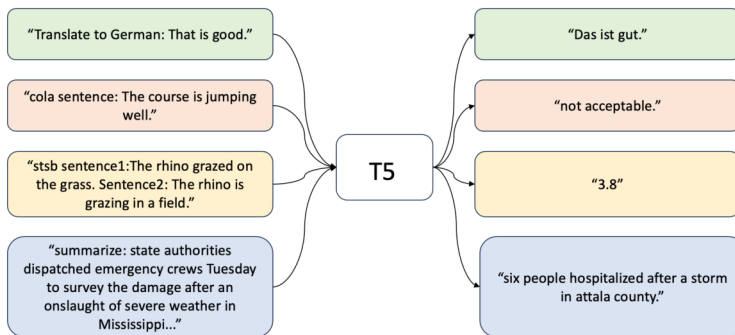 “Translate to German: That is good.”
“Das ist gut.”
“cola sentence: The course is jumping
well.”
“not acceptable.”
T5
“stsb sentence1:The rhino grazed on
the grass. Sentence2: The rhino is
grazing in a field.”
“3.8”
“summarize: state authorities
dispatched emergency crews Tuesday
to survey the damage after an
onslaught of severe weather in
Mississippi...”
“six people hospitalized after a storm
in attala county.”